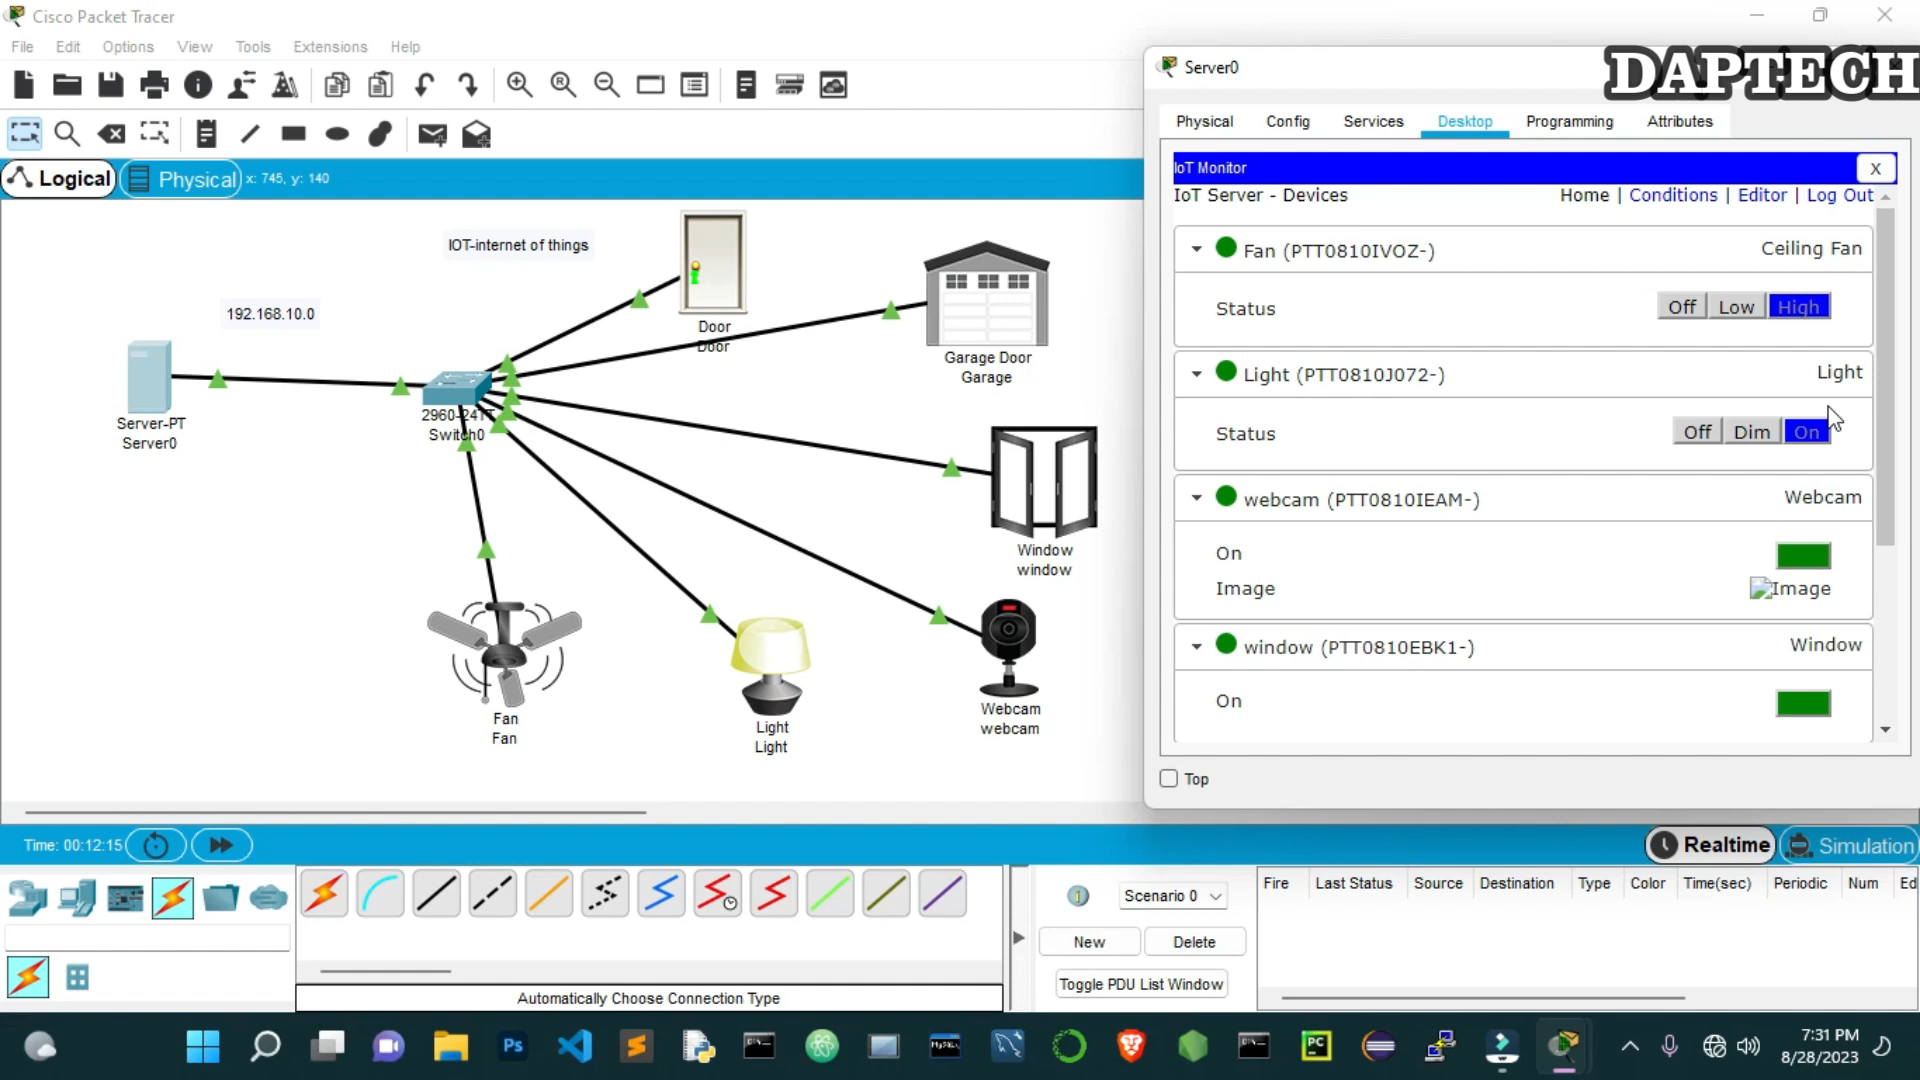 Cisco Packet Tracer
File Edit Options View Tools Extensions Help
Logical
Physical
x: 745, y: 140
IOT-internet of things
192.168.10.0
Server-PT
Server0
2960-24TT
Switch0
Door
Door
Garage Door
Garage
Window
window
Webcam
webcam
Light
Light
Fan
Fan
Server0
DAPTECH
Physical Config Services Desktop Programming Attributes
IoT Monitor
X
IoT Server - Devices
Home | Conditions | Editor | Log Out
Fan (PTT0810IVOZ-)
Ceiling Fan
Status
Off Low High
Light (PTT0810J072-)
Light
Status
Off Dim On
webcam (PTT0810IEAM-)
Webcam
On
Image
Image
window (PTT0810EBK1-)
Window
On
Top
Time: 00:12:15
Realtime
Simulation
Automatically Choose Connection Type
Scenario 0
New
Delete
Toggle PDU List Window
Fire Last Status Source Destination Type Color Time(sec) Periodic Num Ed
Ps
MySQL
PC
7:31 PM
8/28/2023